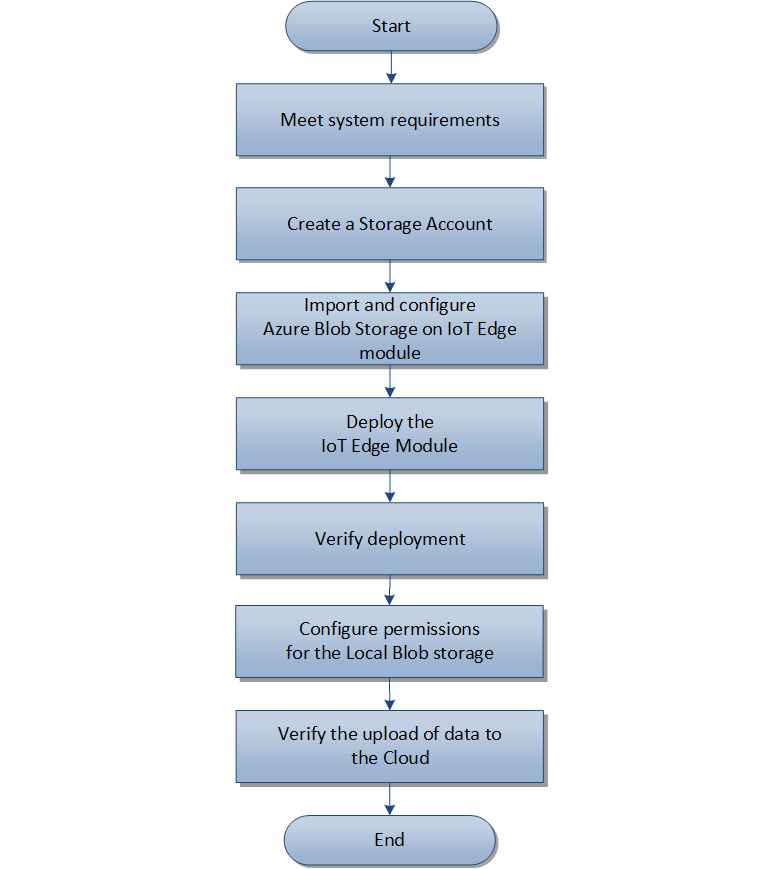 Start
Meet system requirements
Create a Storage Account
Import and configure
Azure Blob Storage on IoT Edge
module
Deploy the
IoT Edge Module
Verify deployment
Configure permissions
for the Local Blob storage
Verify the upload of data to
the Cloud
End